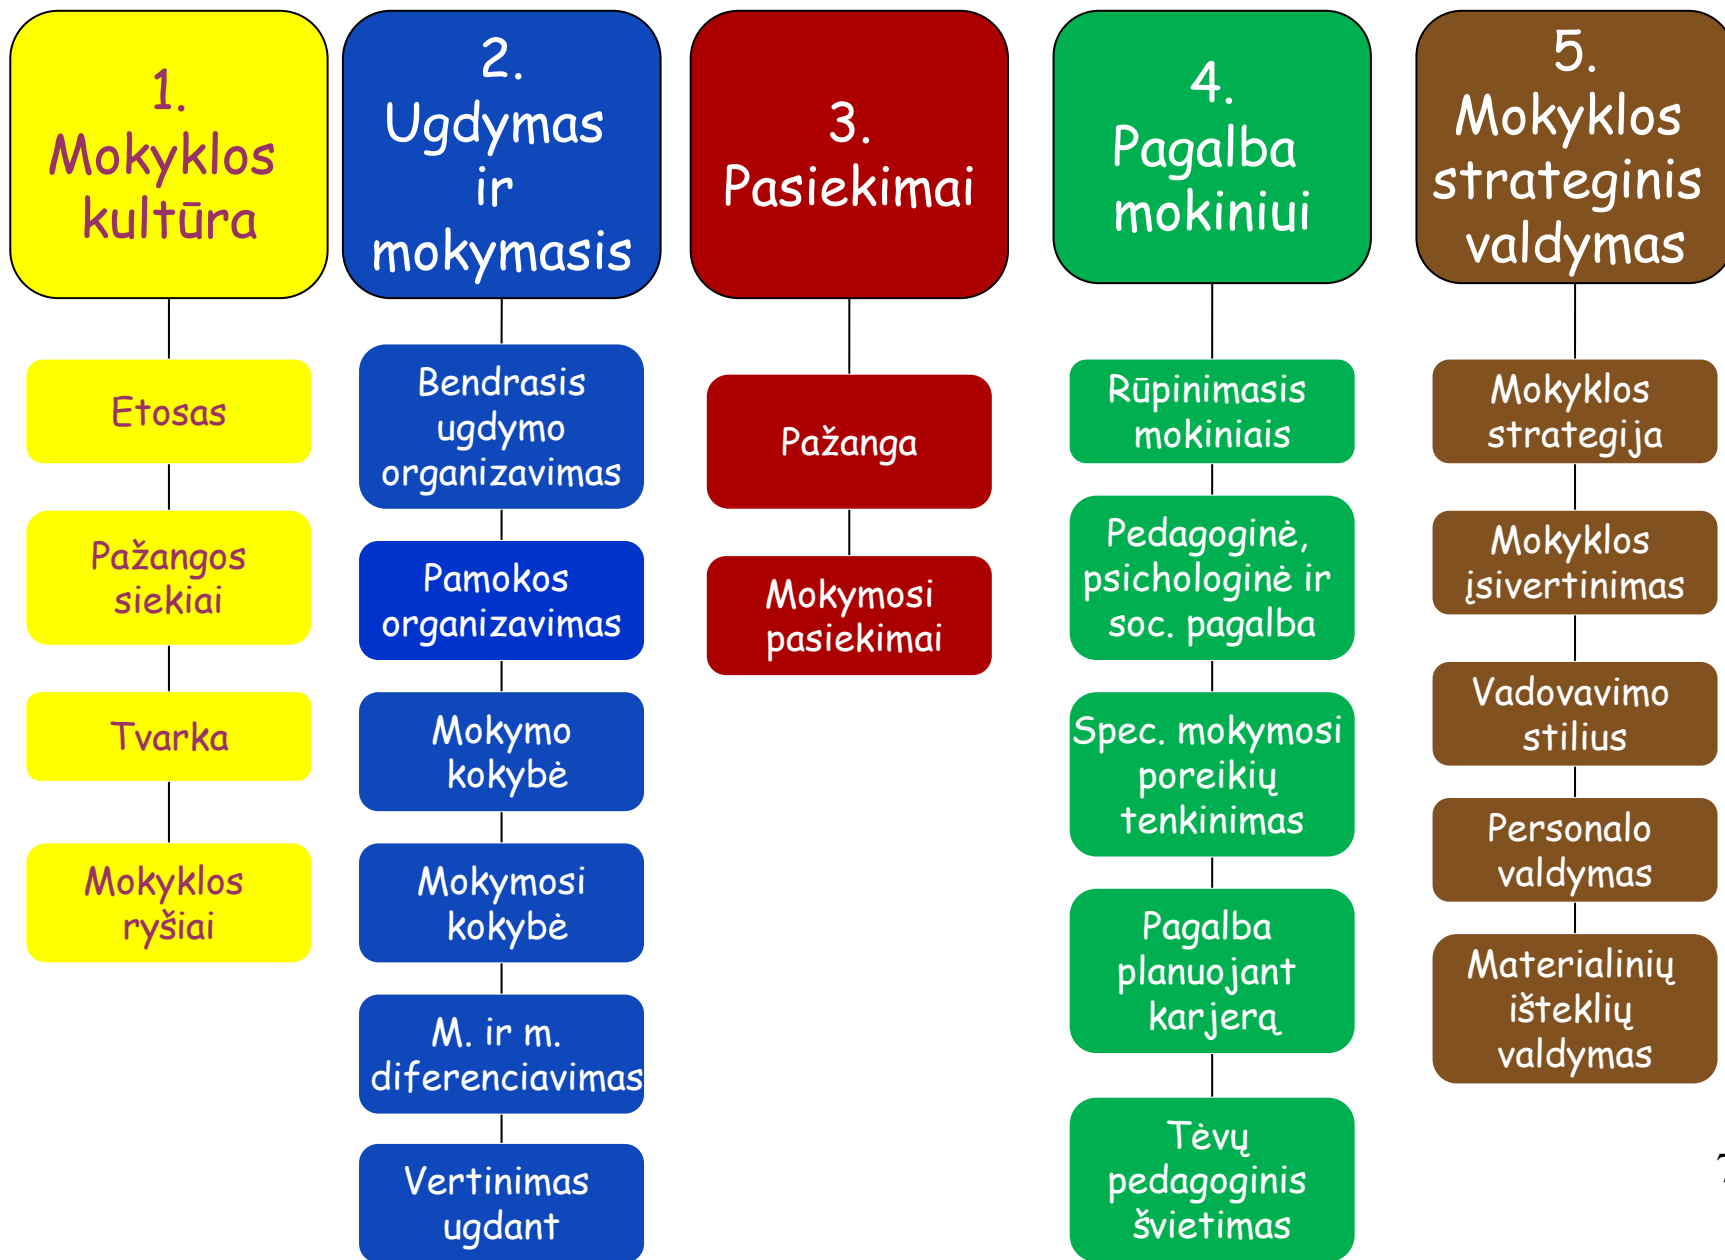 1.
Mokyklos
kultūra
Etosas
Pažangos
siekiai
Tvarka
Mokyklos
ryšiai
2.
Ugdymas
ir
mokymasis
Bendrasis
ugdymo
organizavimas
Pamokos
organizavimas
Mokymo
kokybė
Mokymosi
kokybė
M. ir m.
diferenciavimas
Vertinimas
ugdant
3.
Pasiekimai
Pažanga
Mokymosi
pasiekimai
4.
Pagalba
mokiniui
Rūpinimasis
mokiniais
Pedagoginė,
psichologinė ir
soc. pagalba
Spec. mokymosi
poreikių
tenkinimas
Pagalba
planuojant
karjerą
Tėvų
pedagoginis
švietimas
5.
Mokyklos
strateginis
valdymas
Mokyklos
strategija
Mokyklos
įsivertinimas
Vadovavimo
stilius
Personalo
valdymas
Materialinių
išteklių
valdymas